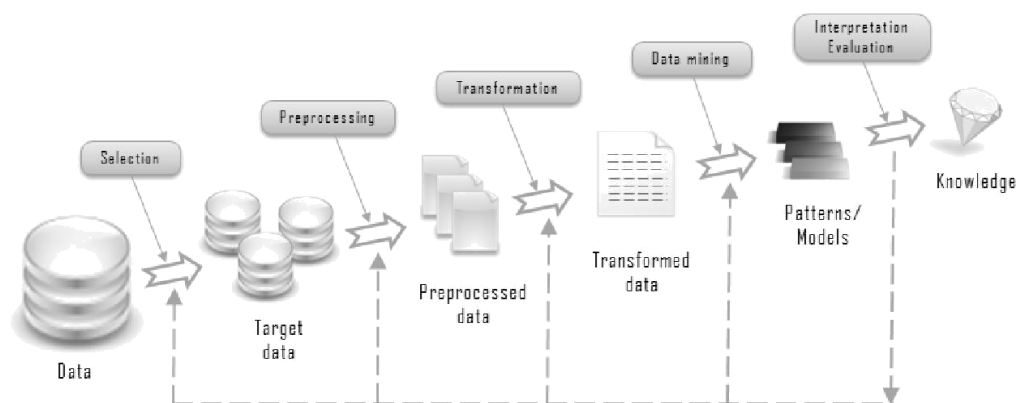 Interpretation
Evaluation
Data mining
Transformation
Preprocessing
Selection
Knowledge
Patterns/
Models
Transformed
data
Preprocessed
data
Target
data
Data